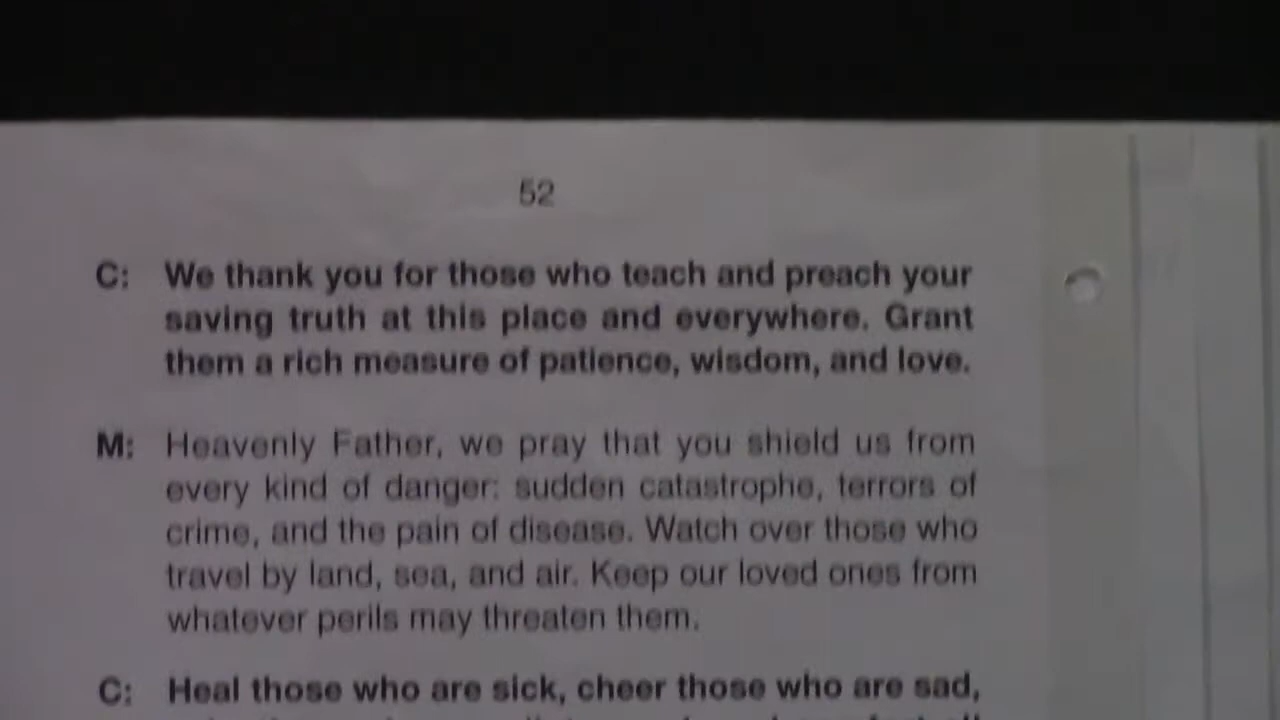 52
C: We thank you for those who teach and preach your
saving truth at this place and everywhere. Grant
them a rich measure of patience, wisdom, and love.
M: Heavenly Father, we pray that you shield us from
every kind of danger: sudden catastrophe, terrors of
crime, and the pain of disease. Watch over those who
travel by land, sea, and air. Keep our loved ones from
whatever perils may threaten them.
C: Heal those who are sick, cheer those who are sad,